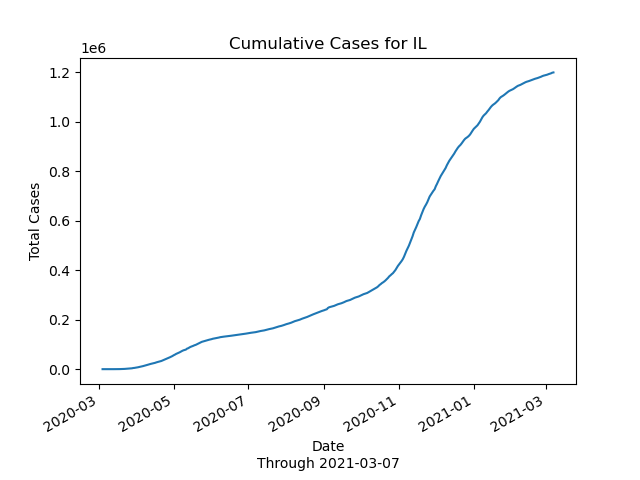 Cumulative Cases for IL
1e6
1.2
1.0
0.8
0.6
0.4
0.2
0.0
Total Cases
2020-03
2020-05
2020-07
2020-09
2020-11
2021-01
2021-03
Date
Through 2021-03-07